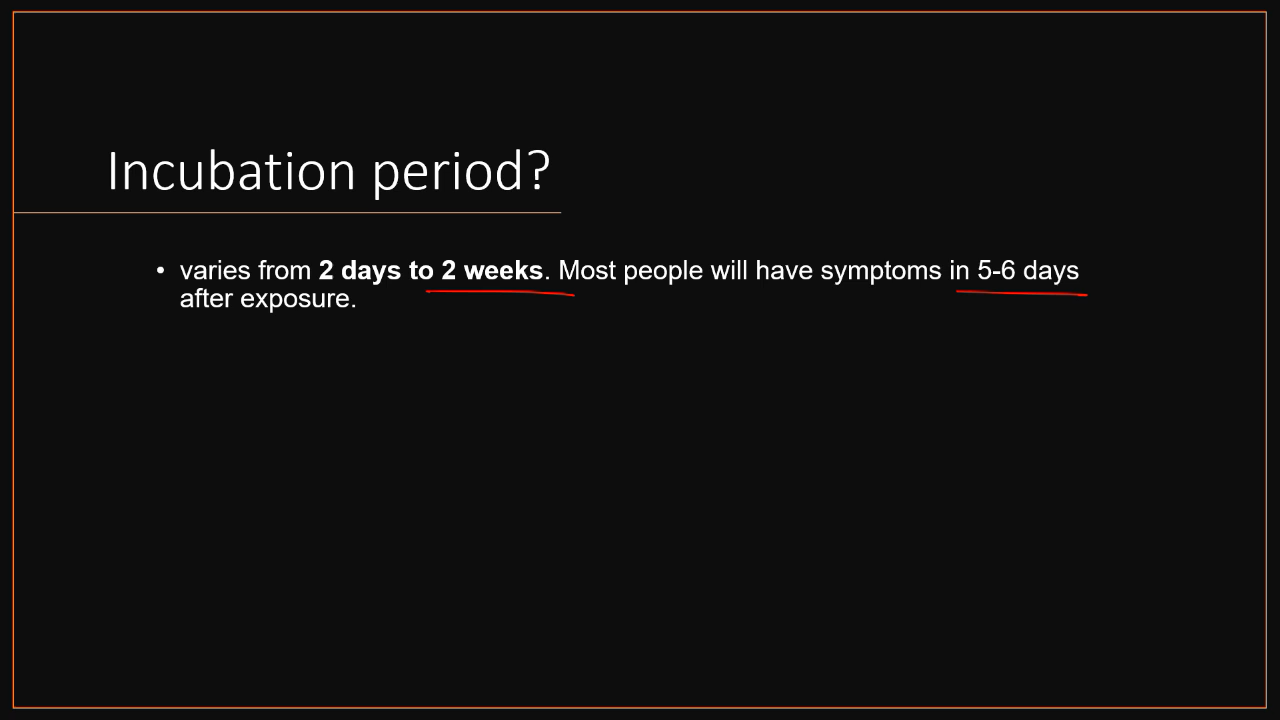 Incubation period?
• varies from 2 days to 2 weeks. Most people will have symptoms in 5-6 days
after exposure.